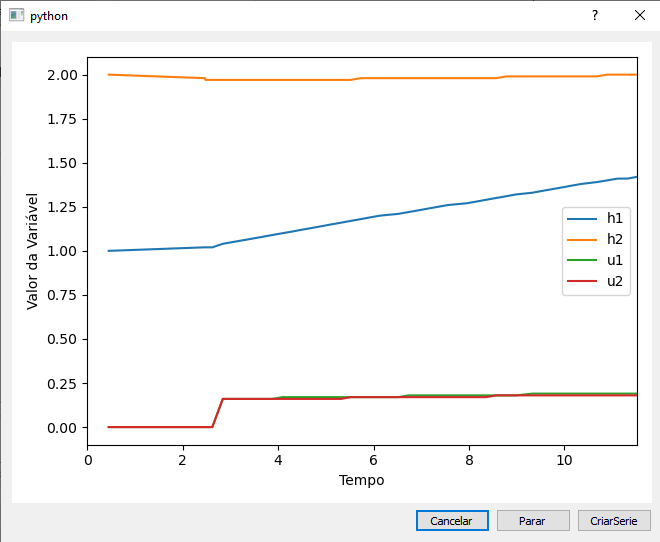 python
?
2.00
1.75
1.50
1.25
1.00
0.75
0.50
0.25
0.00
Valor da Variável
h1
h2
u1
u2
0 2 4 6 8 10
Tempo
Cancelar Parar CriarSerie